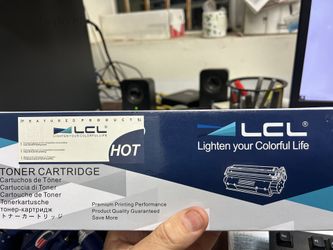 FEATURED PRODUCTS
LCL
LIGHTEN YOUR COLORFUL LIFE
HOT
TONER CARTRIDGE
Cartuchos de Tóner
Cartuccia di Toner
Cartouche de Toner
Tonerkartusche
тонер-картридж
トナーカートリッジ
Premium Printing Performance
Product Quality Guaranteed
Save More
LCL
Lighten your Colorful Life